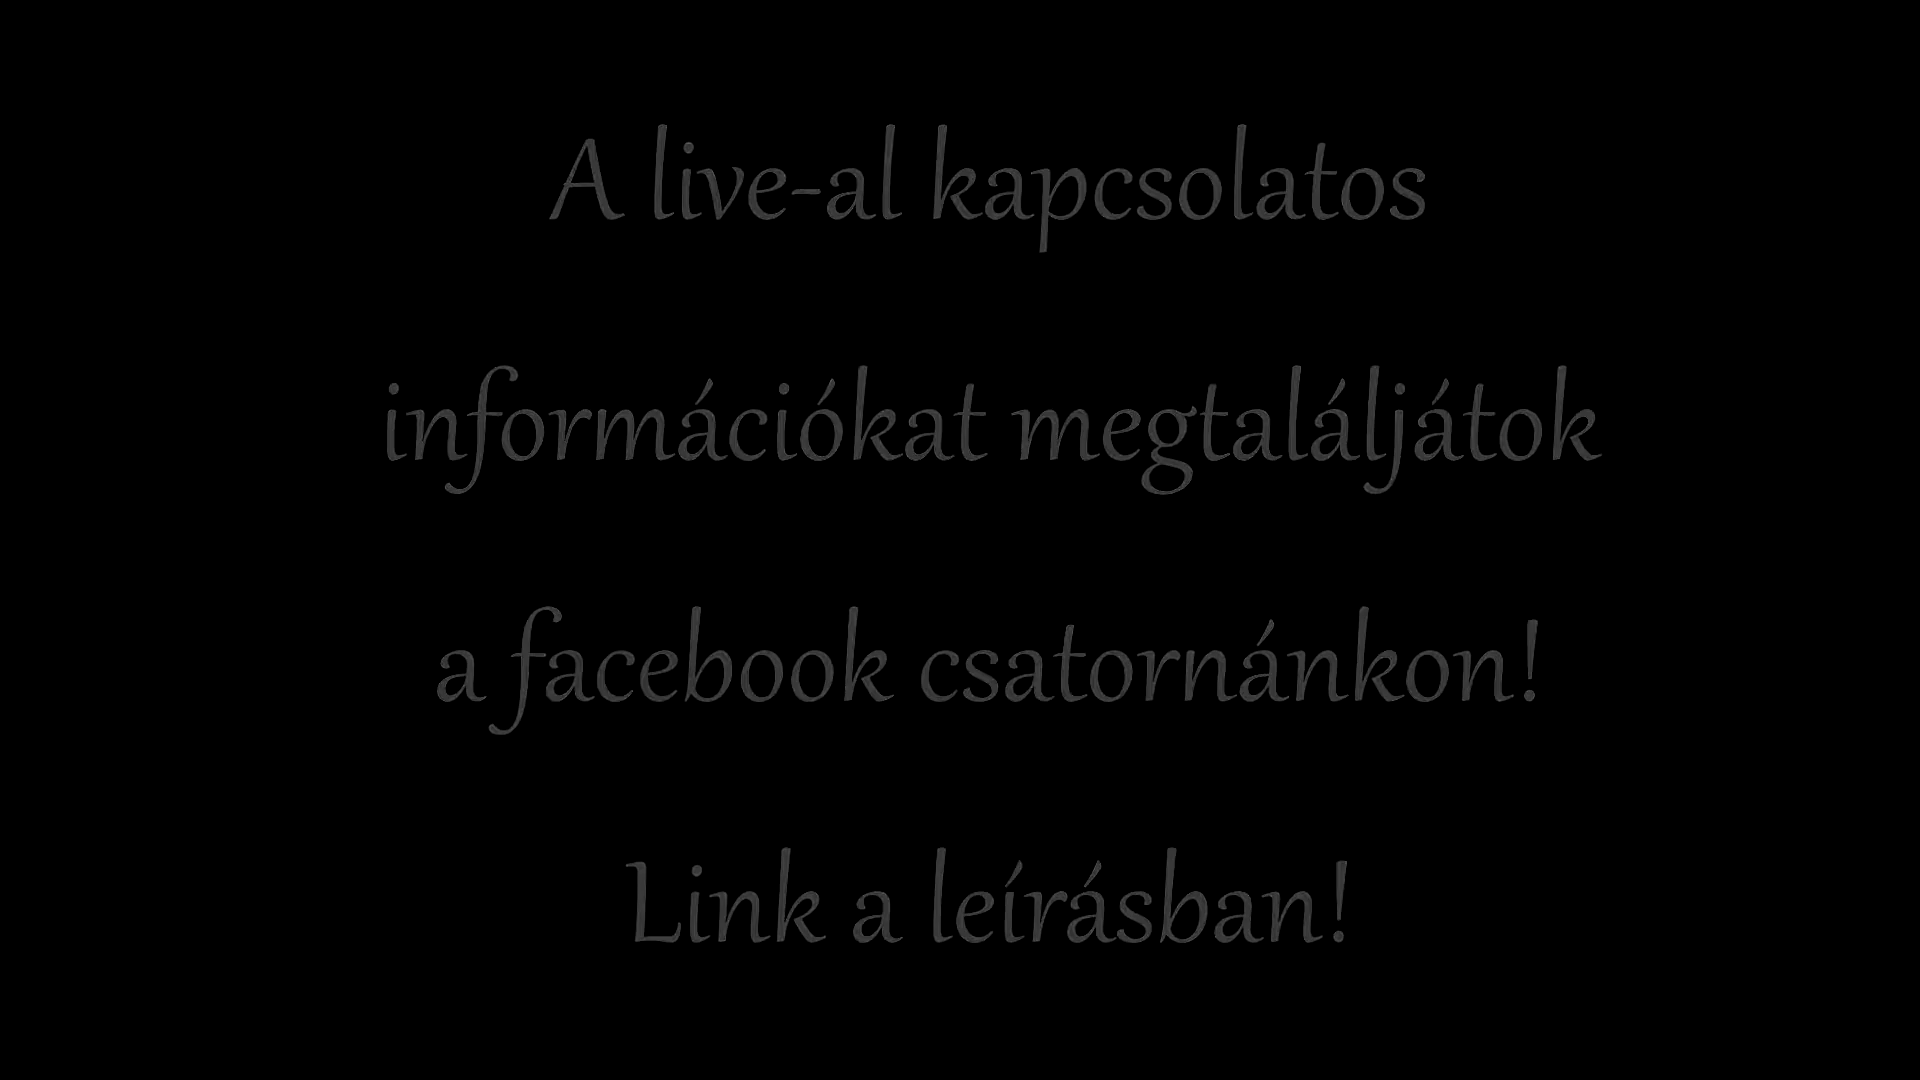 A live-al kapcsolatos
információkat megtaláljátok
a facebook csatornánkon!
Link a leírásban!